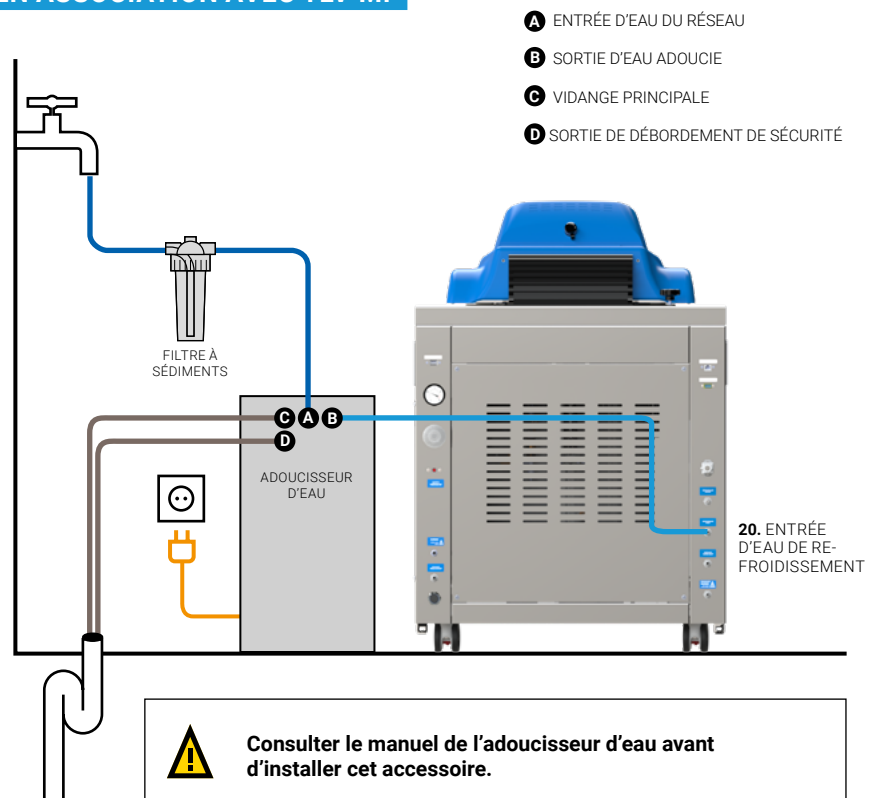 A ENTRÉE D'EAU DU RÉSEAU
B SORTIE D'EAU ADOUCIE
C VIDANGE PRINCIPALE
D SORTIE DE DÉBORDEMENT DE SÉCURITÉ
FILTRE À
SÉDIMENTS
C A B
D
ADOUCISSEUR
D'EAU
20. ENTRÉE
D'EAU DE RE-
FROIDISSEMENT
Consulter le manuel de l'adoucisseur d'eau avant
d'installer cet accessoire.